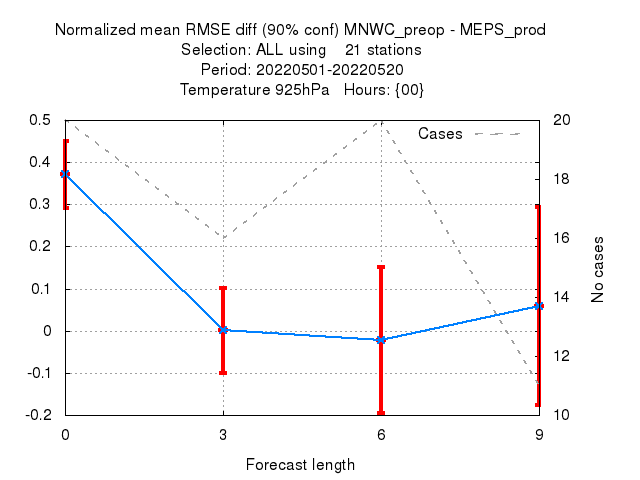 Normalized mean RMSE diff (90% conf) MNWC_preop - MEPS_prod
Selection: ALL using 21 stations
Period: 20220501-20220520
Temperature 925hPa Hours: {00}
0.5
0.4
0.3
0.2
0.1
0
-0.1
-0.2
Cases
20
18
16
14
12
10
No cases
0 3 6 9
Forecast length